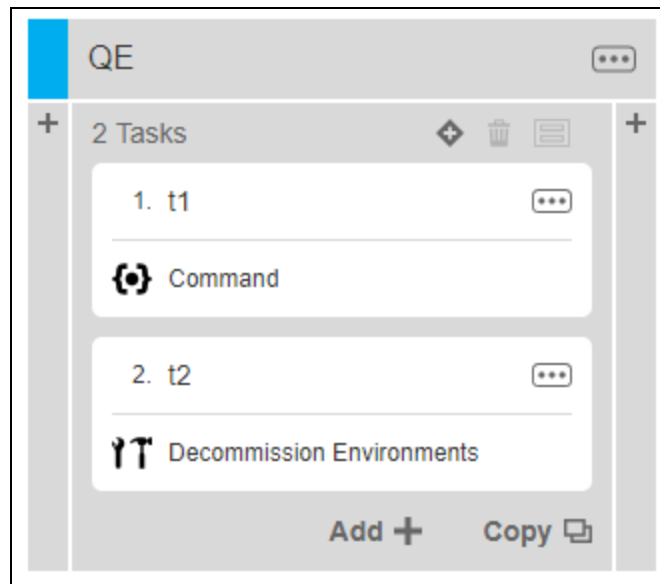 QE
2 Tasks
1. t1
Command
2. t2
Decommission Environments
Add Copy